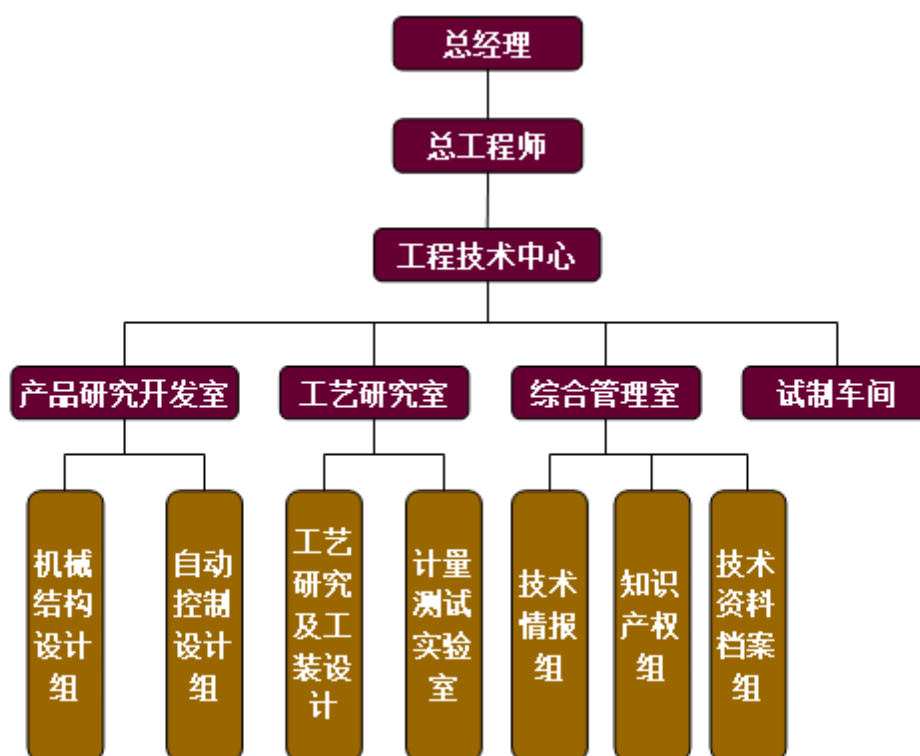 总经理
总工程师
工程技术中心
产品研究开发室
工艺研究室
综合管理室
试制车间
机械
结构
设计
组
自动
控制
设计
组
工艺
研究
及工
装设
计
计量
测试
实验
室
技术
情报
组
知识
产权
组
技术
资料
档案
组